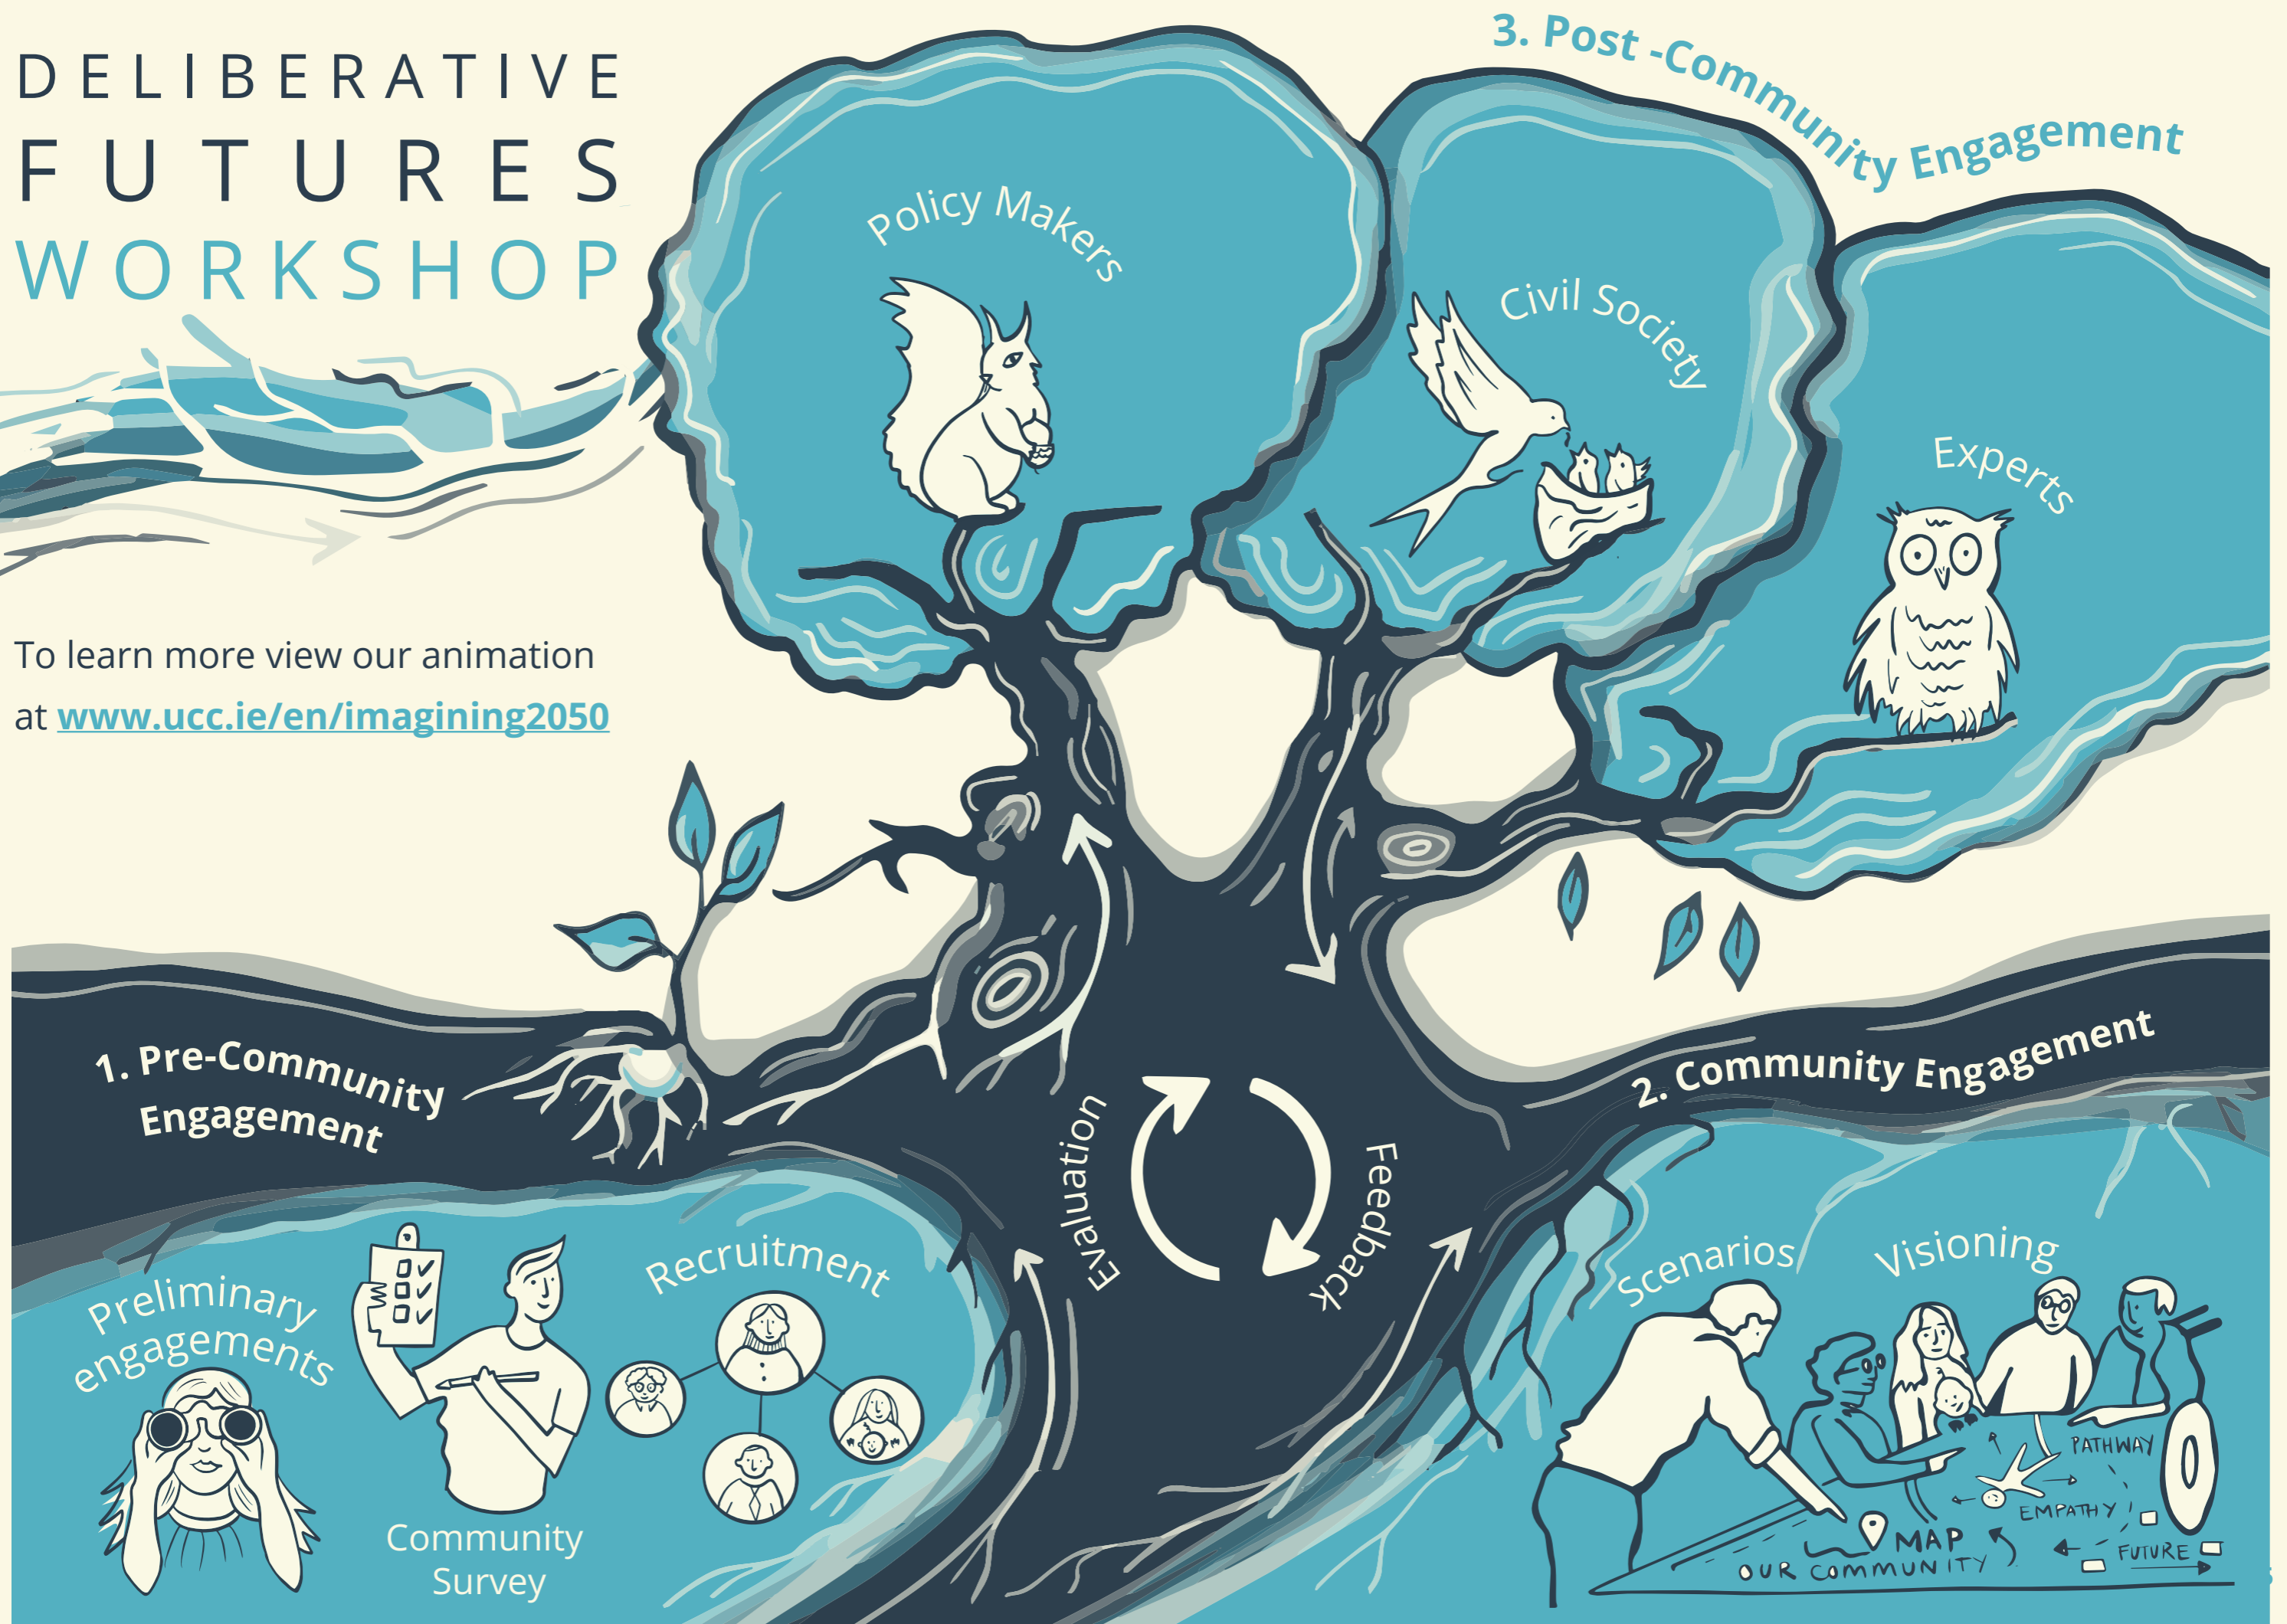 DELIBERATIVE
FUTURES
WORKSHOP
3. Post -Community Engagement
Policy Makers
Civil Society
Experts
To learn more view our animation
at www.ucc.ie/en/imagining2050
1. Pre-Community
Engagement
2. Community Engagement
Evaluation
Feedback
Preliminary
engagements
Community
Survey
Recruitment
Scenarios
Visioning
PATHWAY
EMPATHY
MAP
OUR COMMUNITY
FUTURE